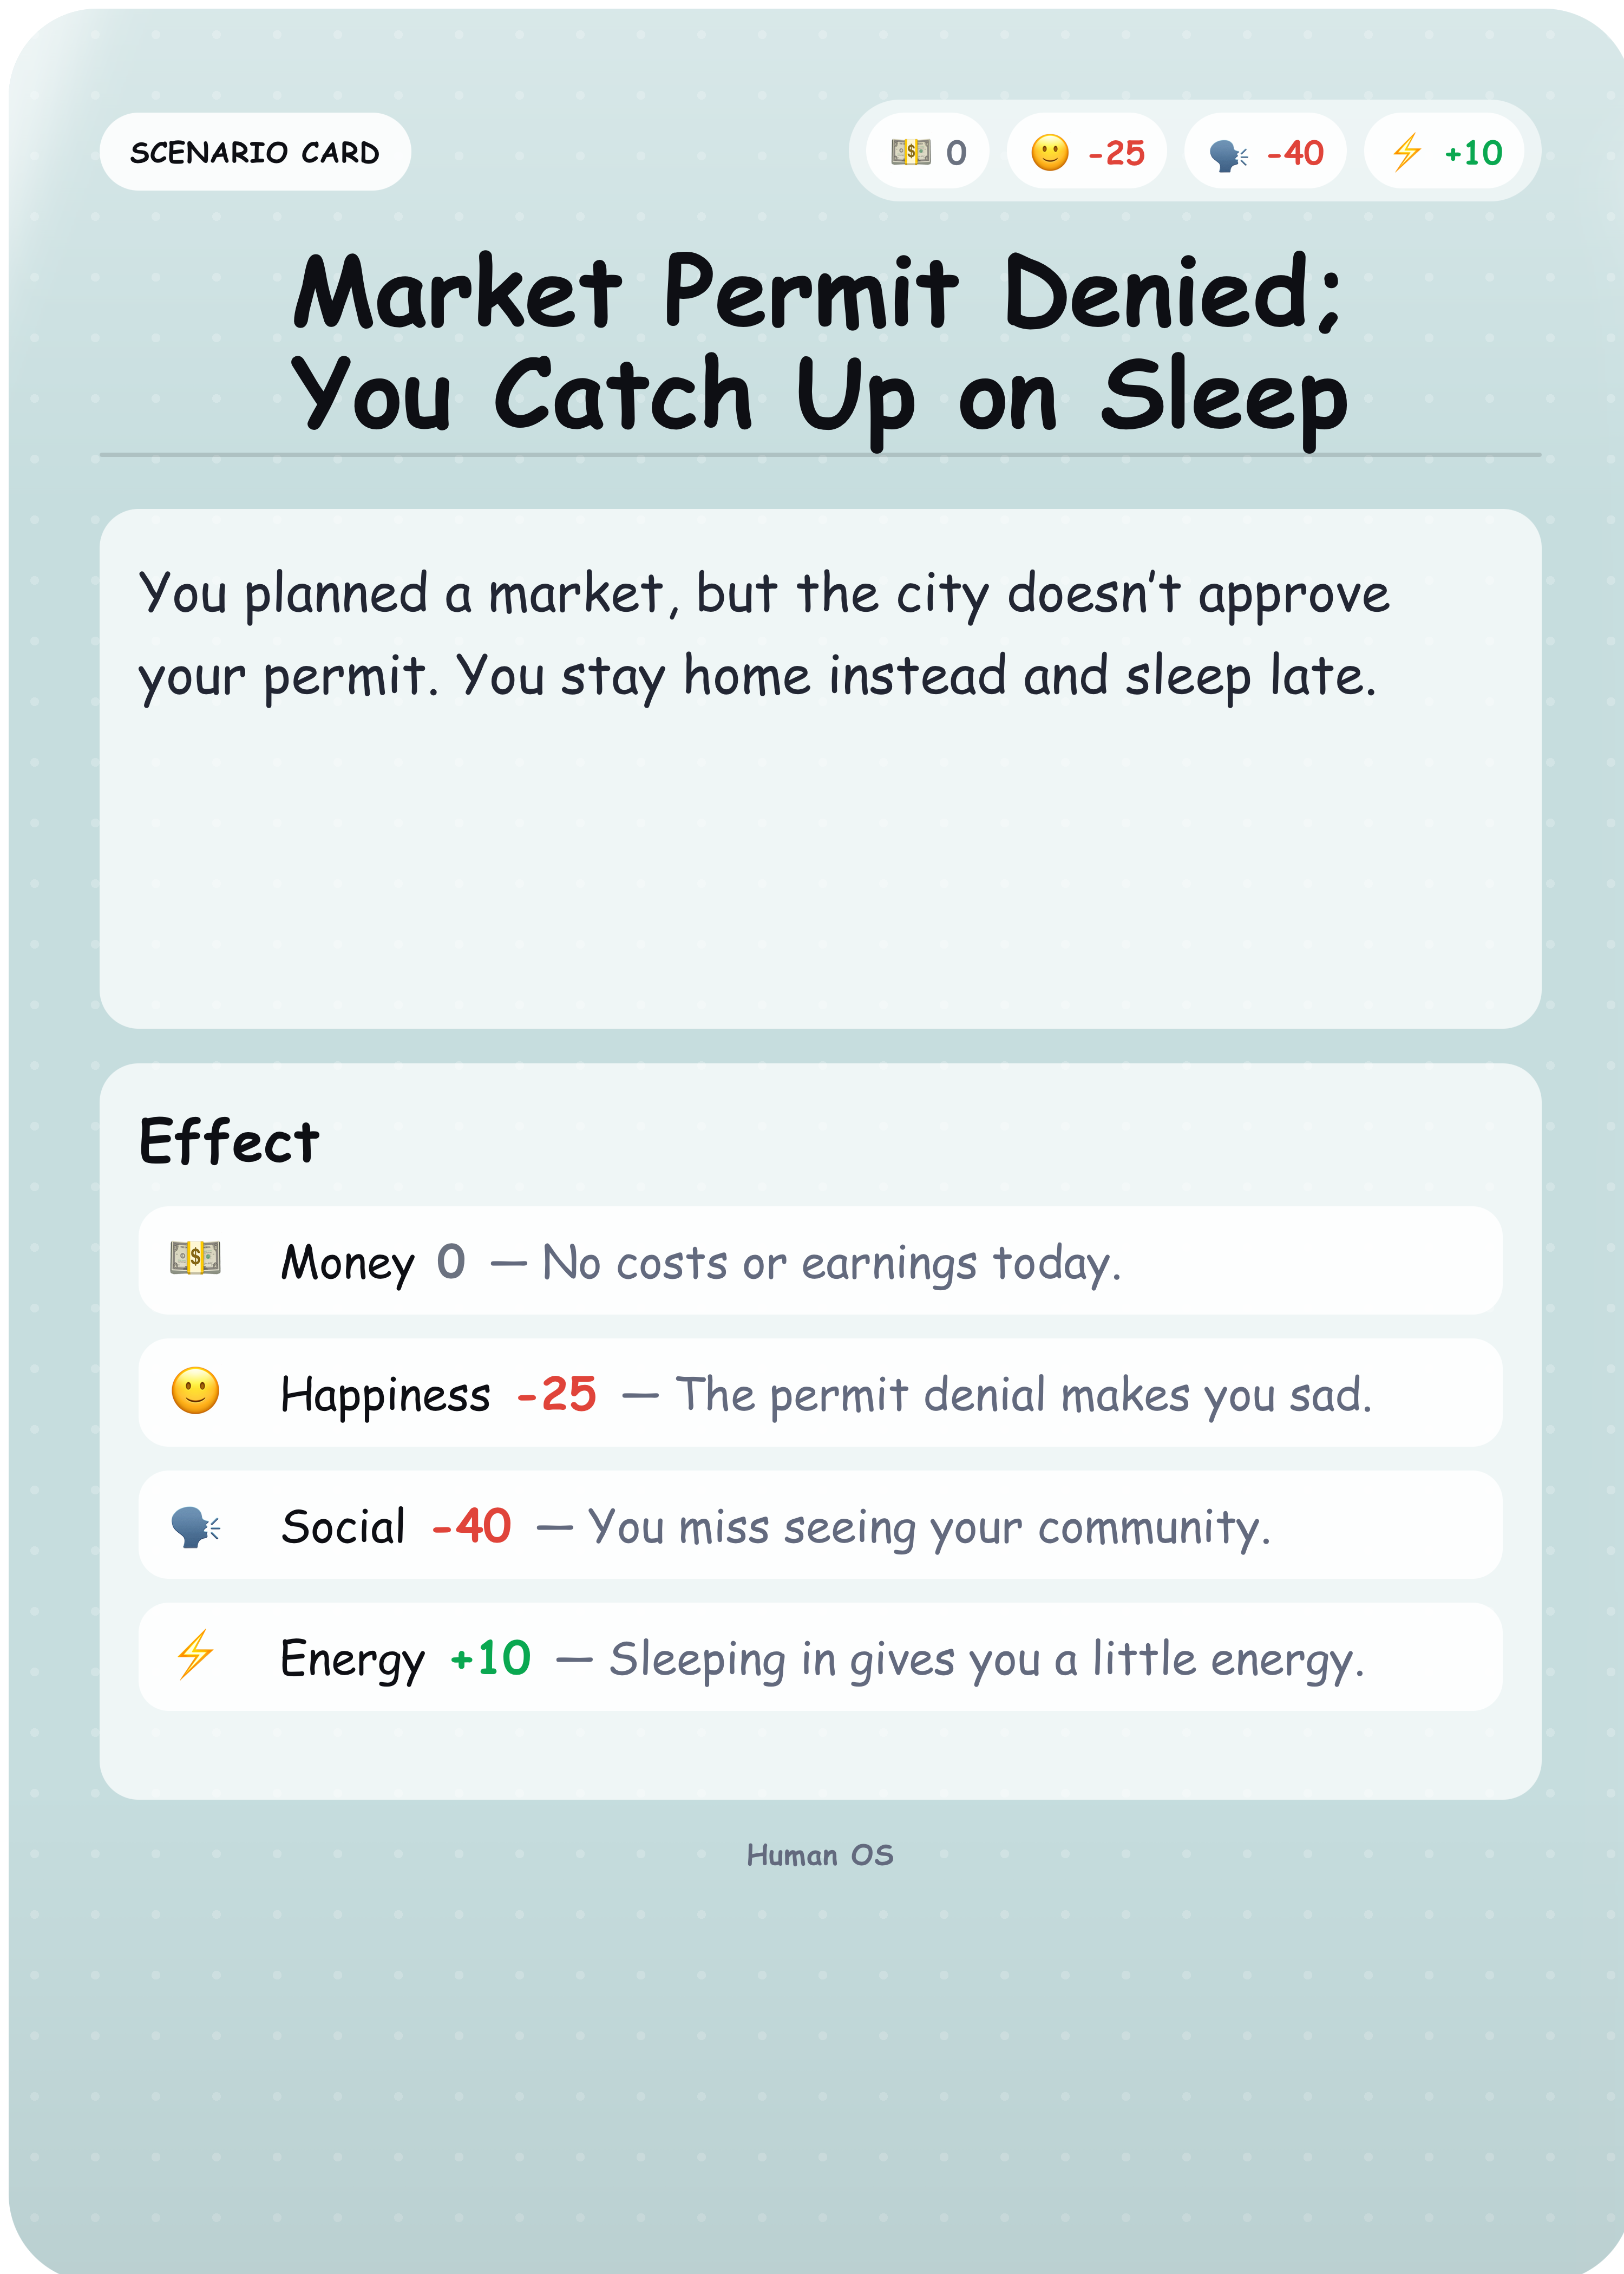 SCENARIO CARD
0 -25 -40 +10
Market Permit Denied;
You Catch Up on Sleep
You planned a market, but the city doesn’t approve
your permit. You stay home instead and sleep late.
Effect
Money 0 — No costs or earnings today.
Happiness -25 — The permit denial makes you sad.
Social -40 — You miss seeing your community.
Energy +10 — Sleeping in gives you a little energy.
Human OS